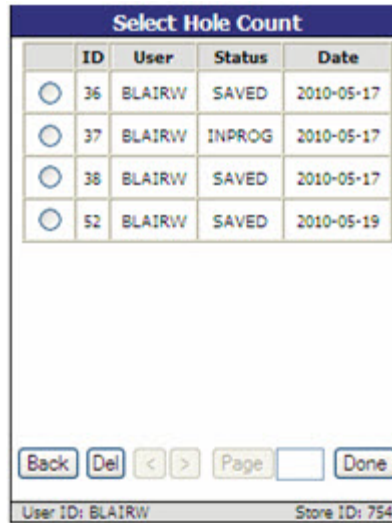 Select Hole Count
ID User Status Date
36 BLAIRW SAVED 2010-05-17
37 BLAIRW INPROG 2010-05-17
38 BLAIRW SAVED 2010-05-17
52 BLAIRW SAVED 2010-05-19
Back Del < > Page Done
User ID: BLAIRW Store ID: 754